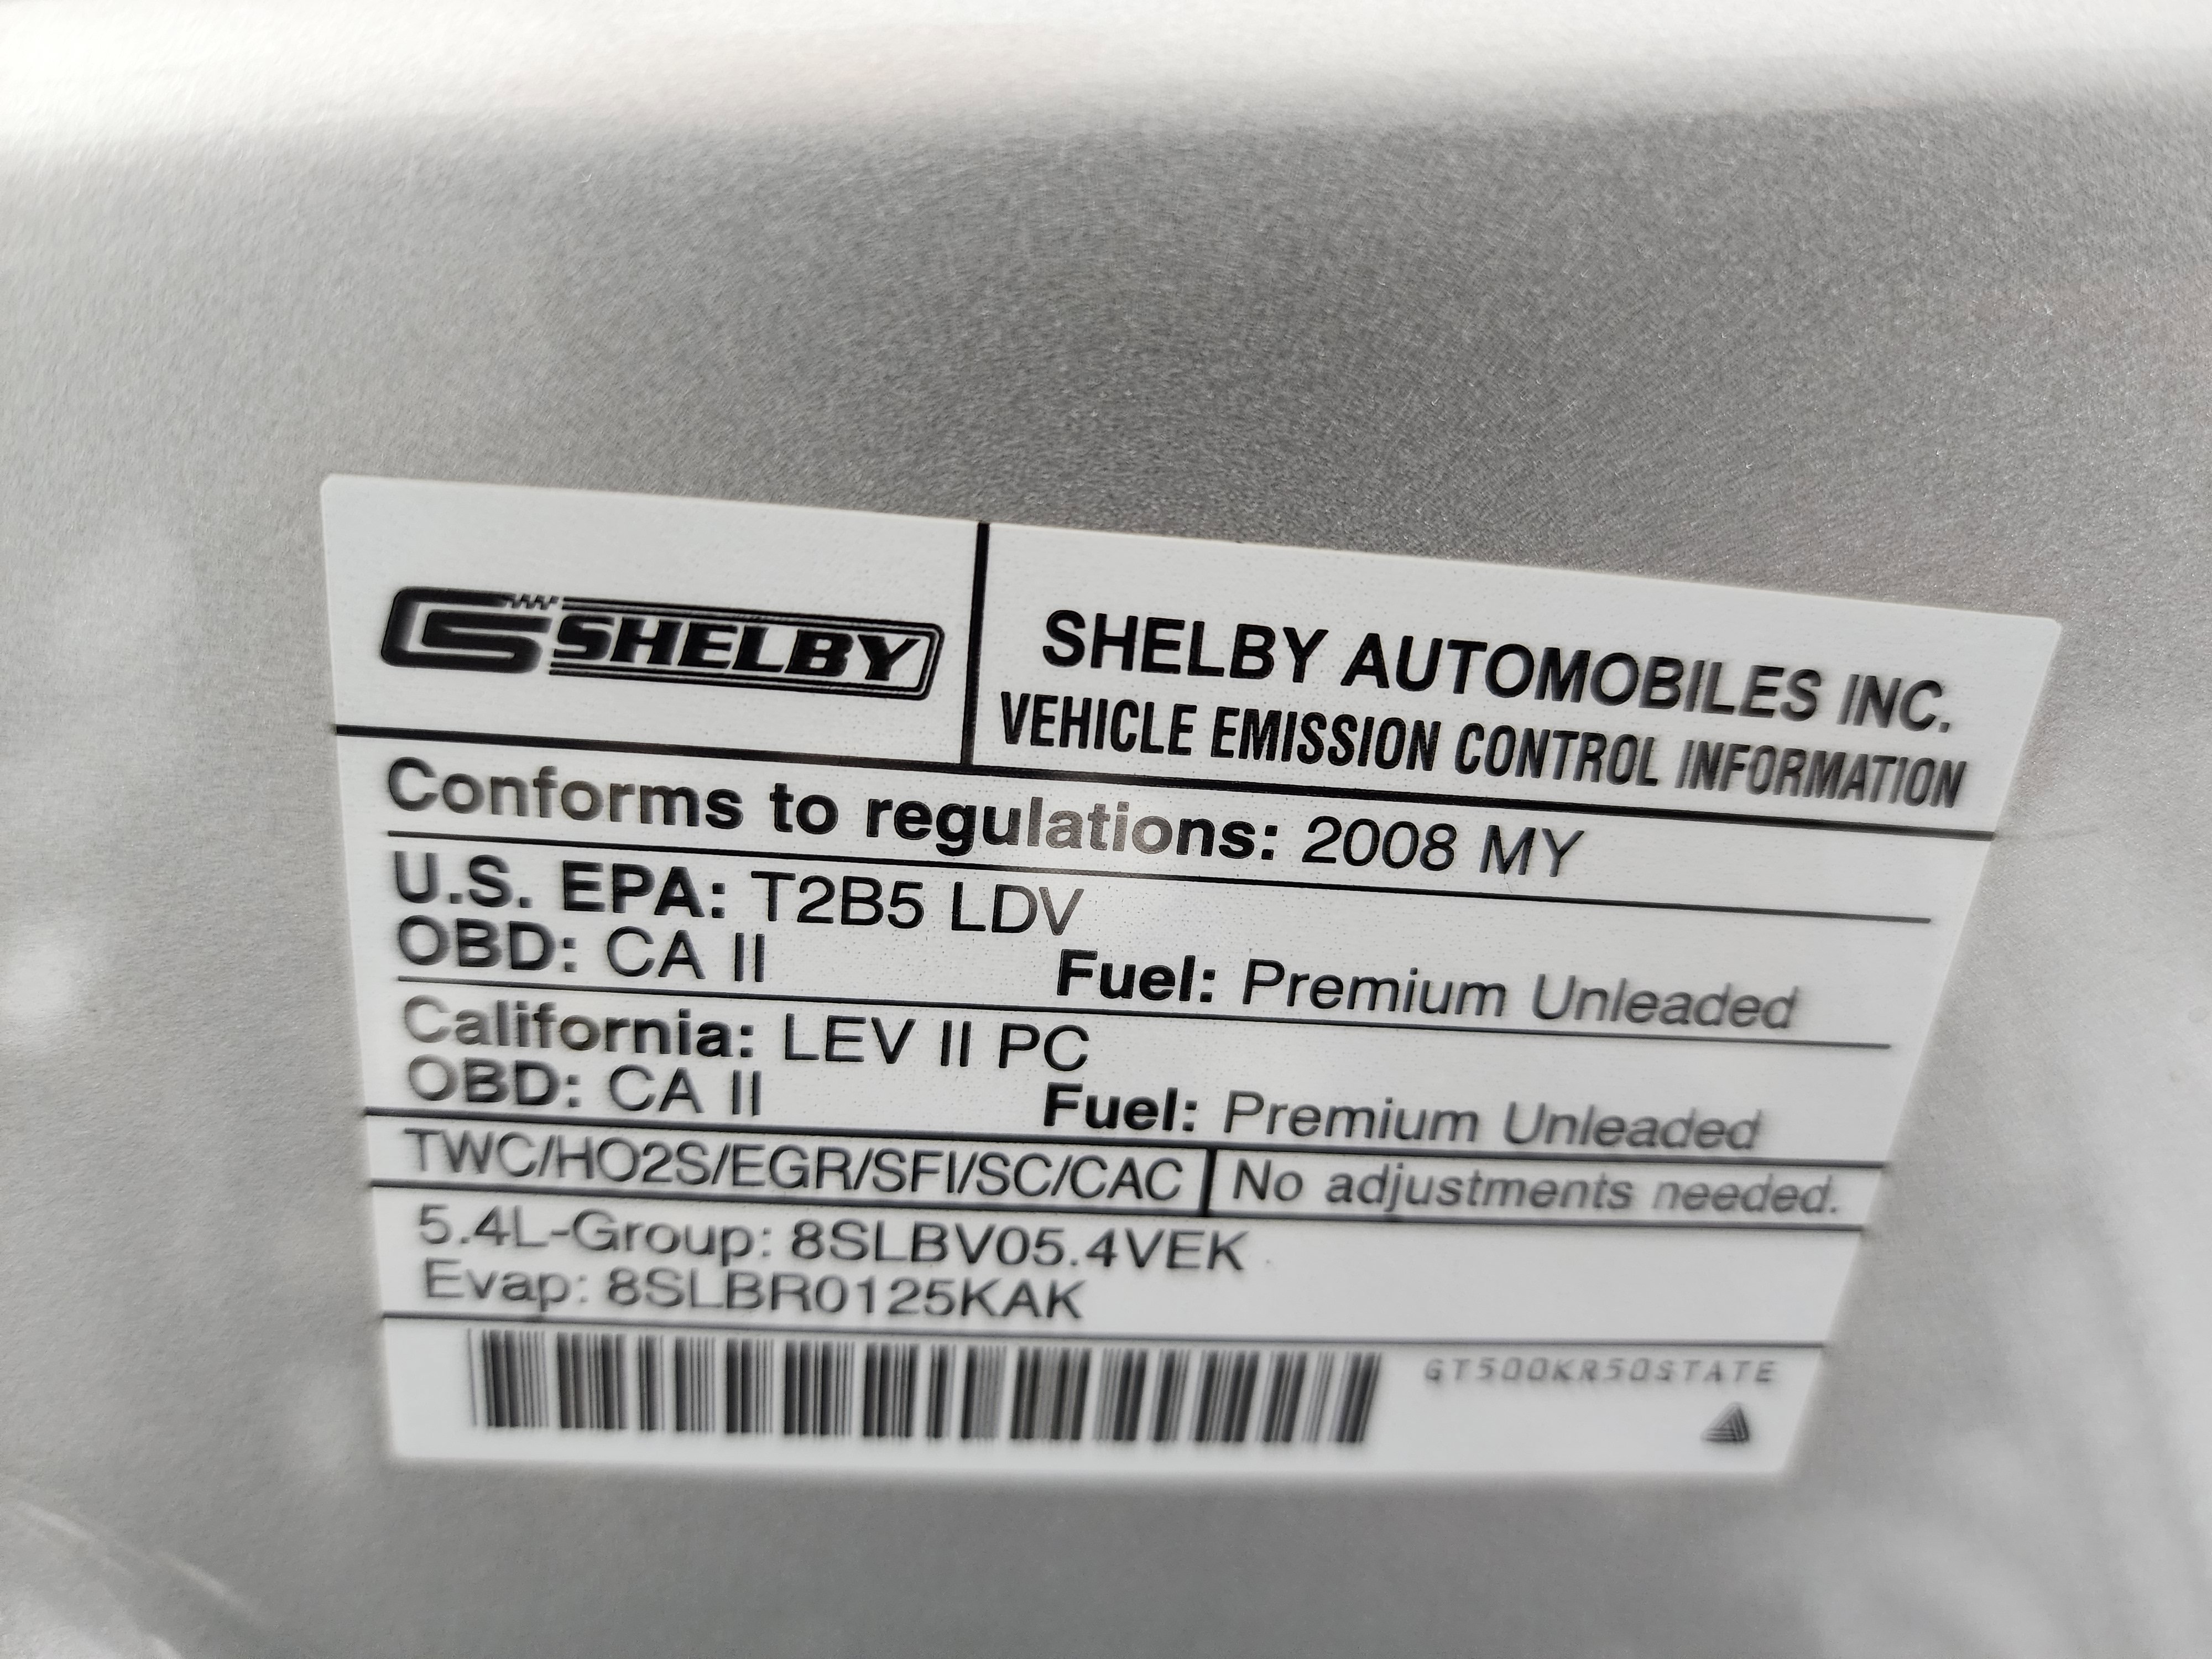 CS SHELBY
SHELBY AUTOMOBILES INC.
VEHICLE EMISSION CONTROL INFORMATION
Conforms to regulations: 2008 MY
U.S. EPA: T2B5 LDV
OBD: CA II Fuel: Premium Unleaded
California: LEV II PC
OBD: CA II Fuel: Premium Unleaded
TWC/HO2S/EGR/SFI/SC/CAC No adjustments needed.
5.4L-Group: 8SLBV05.4VEK
Evap: 8SLBR0125KAK
GT500KR50STATE